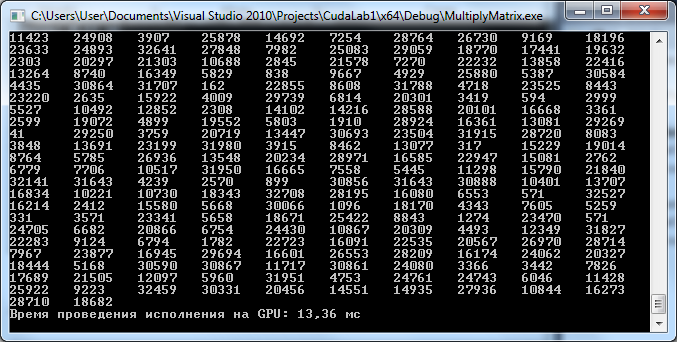 C:\Users\User\Documents\Visual Studio 2010\Projects\CudaLab1\x64\Debug\MultiplyMatrix.exe
11423 24908 3907 25878 14692 7254 28764 26730 9169 18196
23633 24893 32641 27848 7982 25083 29059 18770 17441 19632
2303 20297 21303 10688 2845 21578 7270 22232 13858 22416
13264 8740 16349 5829 838 9667 4929 25880 5387 30584
4435 30864 31707 162 22855 8608 31788 4718 23525 8443
23220 2635 15922 4009 29739 6814 20301 3419 594 2999
5527 10492 12852 2308 14102 14216 28588 20101 16668 3361
2599 19072 4899 19552 5803 1910 28924 16361 13081 29269
41 29250 3759 20719 13447 30693 23504 31915 28720 8083
3848 13691 23199 31980 3915 8462 13077 317 15229 19014
8764 5785 26936 13548 20234 28971 16585 22947 15081 2762
6779 7706 10517 31950 16665 7558 5445 11298 15790 21840
32141 31643 4239 2570 899 30856 31643 30888 10401 13707
16834 10221 10730 18343 32708 28195 16080 6553 571 32527
16214 2412 15580 5668 30066 1096 18170 4343 7605 5259
331 3571 23341 5658 18671 25422 8843 1274 23470 571
24705 6682 20866 6754 24430 10867 20309 4493 12349 31827
22283 9124 6794 1782 22723 16091 22535 20567 26970 28714
7967 23877 16945 29694 16601 26553 28209 16174 24062 20327
18444 5168 30590 30867 11717 30861 24080 3366 3442 7826
17689 21505 12097 5960 31951 4753 24761 24743 6046 11428
25922 9223 32459 30331 20456 14551 14935 27936 10844 16273
28710 18682
Время проведения исполнения на GPU: 13,36 мс